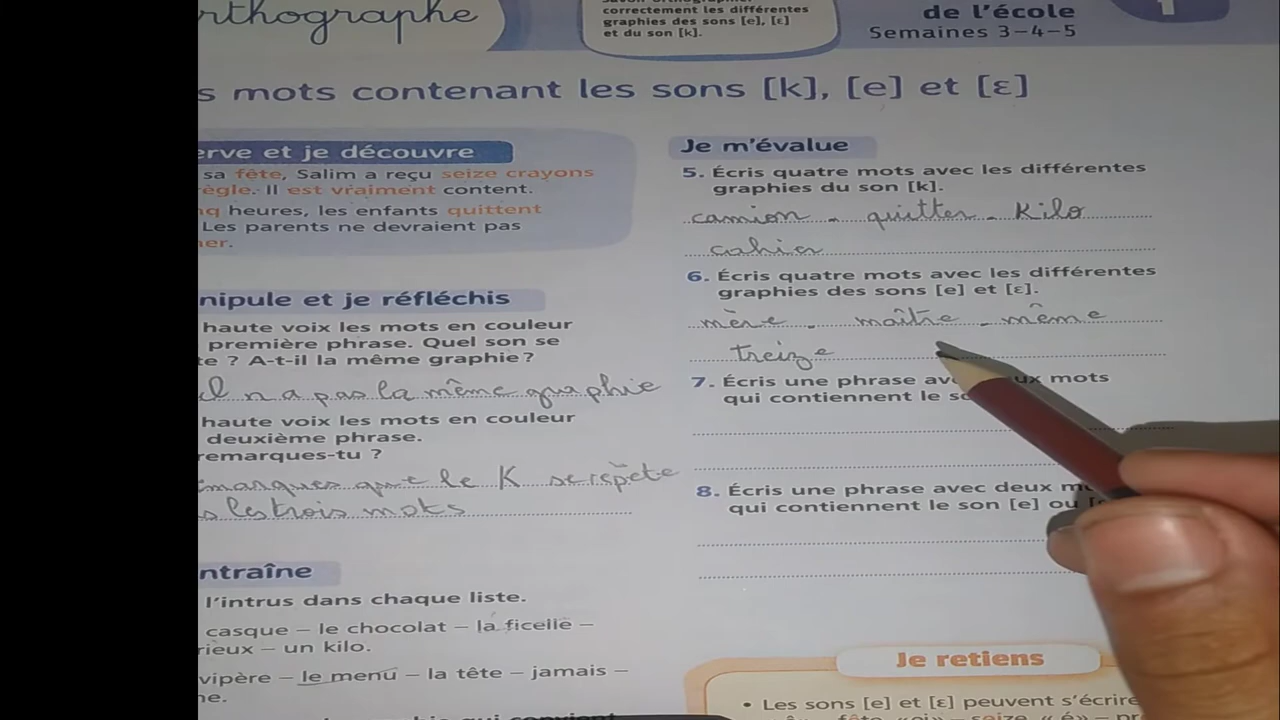 rthographe
correctement les différentes
graphies des sons [e], [ɛ]
et du son [k].
de l'école
Semaines 3-4-5
1
s mots contenant les sons [k], [e] et [ɛ]
erve et je découvre
sa fête, Salim a reçu seize crayons
règle. Il est vraiment content.
nq heures, les enfants quittent
Les parents ne devraient pas
er.
nipule et je réfléchis
haute voix les mots en couleur
première phrase. Quel son se
te ? A-t-il la même graphie ?
il n a pas la même graphie
haute voix les mots en couleur
deuxième phrase.
remarques-tu ?
marques que le K se répète
s les trois mots
ntraîne
l'intrus dans chaque liste.
casque – le chocolat – la ficelle –
rieux – un kilo.
vipère – le menu – la tête – jamais –
ne.
Je m'évalue
5. Écris quatre mots avec les différentes
graphies du son [k].
camion - quitter - Kilo
cahier
6. Écris quatre mots avec les différentes
graphies des sons [e] et [ɛ].
mère - maître - même
treize
7. Écris une phrase av ux mots
qui contiennent le s
8. Écris une phrase avec deux m
qui contiennent le son [e] ou [
Je retiens
• Les sons [e] et [ɛ] peuvent s'écrire